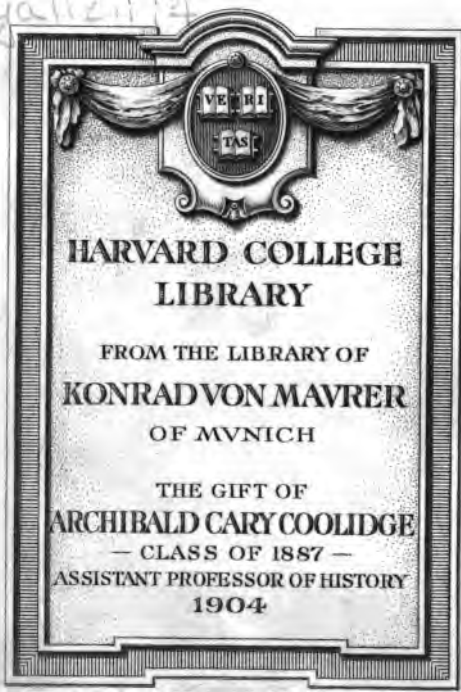 VE RI
TAS
HARVARD COLLEGE
LIBRARY
FROM THE LIBRARY OF
KONRAD VON MAVRER
OF MVNICH
THE GIFT OF
ARCHIBALD CARY COOLIDGE
— CLASS OF 1887 —
ASSISTANT PROFESSOR OF HISTORY
1904